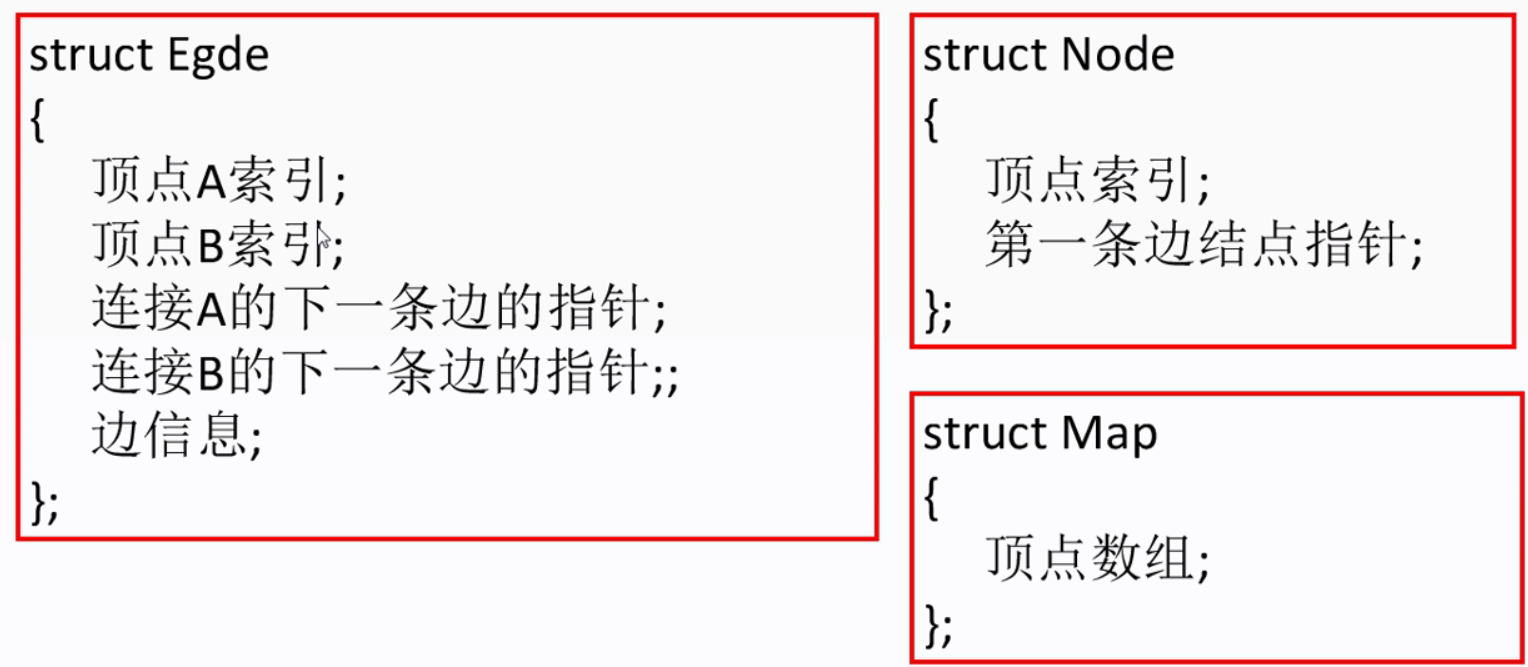 struct Egde
{
顶点A索引;
顶点B索引;
连接A的下一条边的指针;
连接B的下一条边的指针;;
边信息;
};
struct Node
{
顶点索引;
第一条边结点指针;
};
struct Map
{
顶点数组;
};